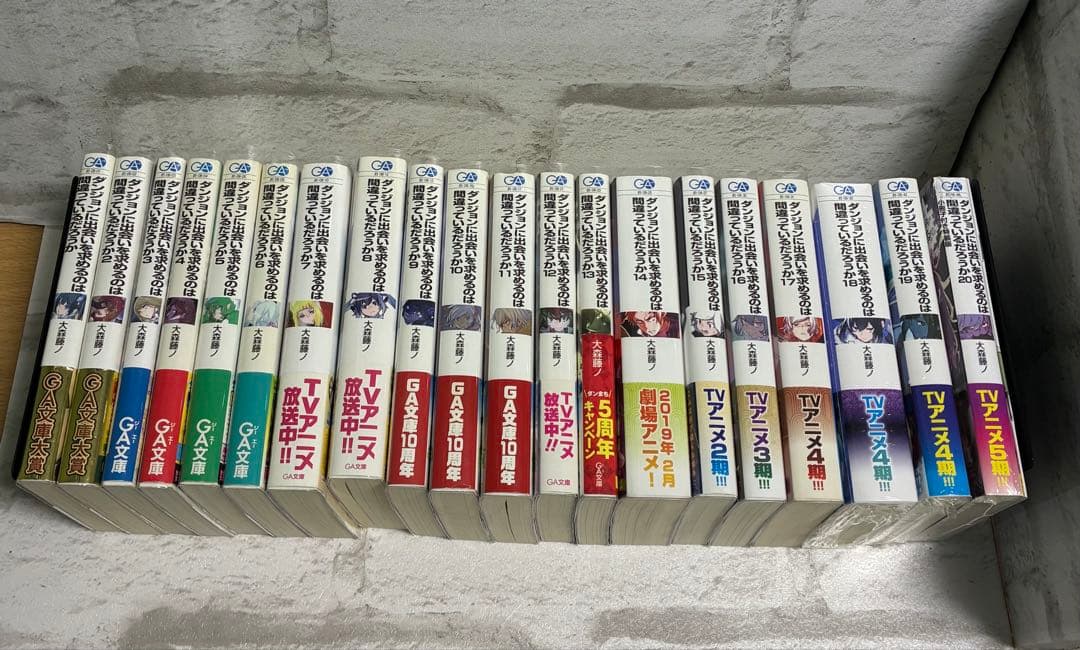 GA
ダンジョンに出会いを求めるのは
間違っているだろうか
大森藤ノ
GA文庫大賞
GA
ダンジョンに出会いを求めるのは
間違っているだろうか2
大森藤ノ
GA文庫大賞
GA
ダンジョンに出会いを求めるのは
間違っているだろうか3
大森藤ノ
GA文庫
GA
ダンジョンに出会いを求めるのは
間違っているだろうか4
大森藤ノ
GA文庫
GA
ダンジョンに出会いを求めるのは
間違っているだろうか5
大森藤ノ
GA文庫
GA
ダンジョンに出会いを求めるのは
間違っているだろうか6
大森藤ノ
GA文庫
GA
ダンジョンに出会いを求めるのは
間違っているだろうか7
大森藤ノ
TVアニメ
放送中!!
GA文庫
GA
ダンジョンに出会いを求めるのは
間違っているだろうか8
大森藤ノ
TVアニメ
放送中!!
GA文庫
GA
ダンジョンに出会いを求めるのは
間違っているだろうか9
大森藤ノ
GA文庫10周年
GA
ダンジョンに出会いを求めるのは
間違っているだろうか10
大森藤ノ
GA文庫10周年
GA
ダンジョンに出会いを求めるのは
間違っているだろうか11
大森藤ノ
GA文庫10周年
GA
ダンジョンに出会いを求めるのは
間違っているだろうか12
大森藤ノ
TVアニメ
放送中!!
GA文庫
GA
ダンジョンに出会いを求めるのは
間違っているだろうか13
大森藤ノ
ダンまち
5周年
キャンペーン
GA文庫
GA
ダンジョンに出会いを求めるのは
間違っているだろうか14
大森藤ノ
2019年2月
劇場アニメ!
GA
ダンジョンに出会いを求めるのは
間違っているだろうか15
大森藤ノ
TVアニメ2期!!!
GA
ダンジョンに出会いを求めるのは
間違っているだろうか16
大森藤ノ
TVアニメ3期!!!
GA
ダンジョンに出会いを求めるのは
間違っているだろうか17
大森藤ノ
TVアニメ4期!!!
GA
ダンジョンに出会いを求めるのは
間違っているだろうか18
大森藤ノ
TVアニメ4期!!!
GA
ダンジョンに出会いを求めるのは
間違っているだろうか19
大森藤ノ
TVアニメ4期!!!
GA
ダンジョンに出会いを求めるのは
間違っているだろうか20
大森藤ノ
TVアニメ5期!!!